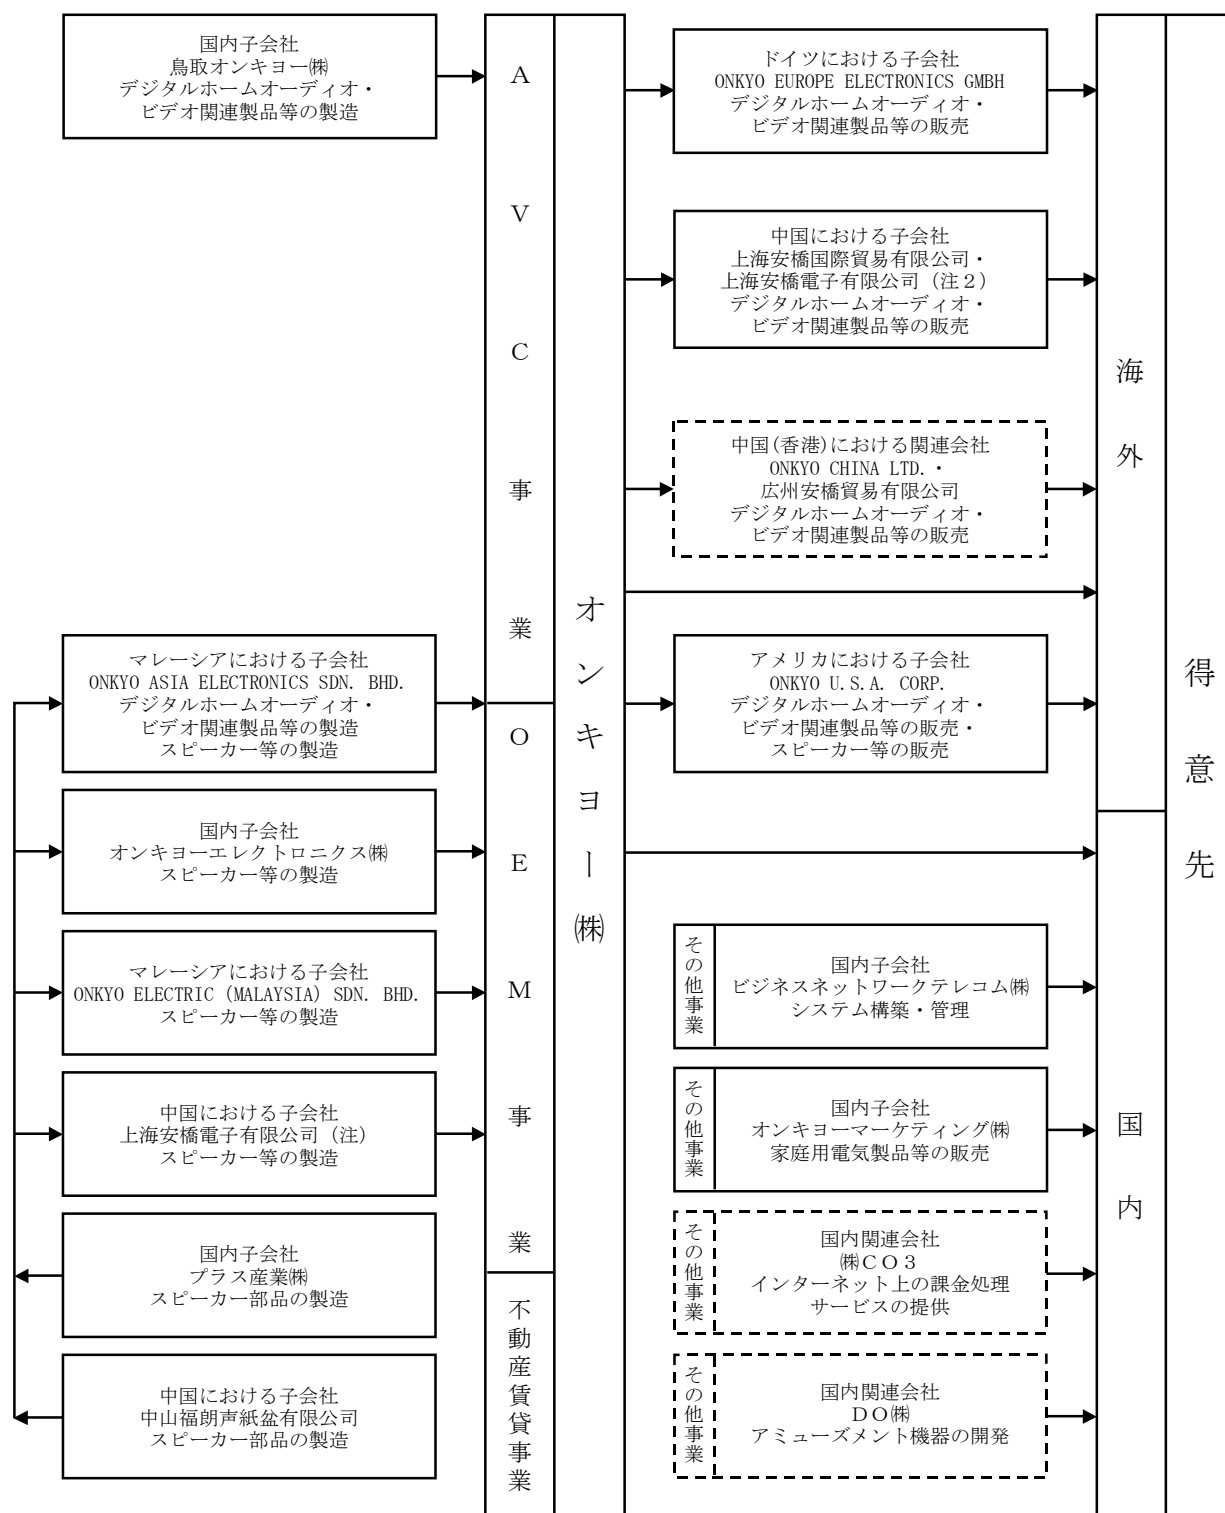 国内子会社
鳥取オンキヨー㈱
デジタルホームオーディオ・
ビデオ関連製品等の製造
マレーシアにおける子会社
ONKYO ASIA ELECTRONICS SDN. BHD.
デジタルホームオーディオ・
ビデオ関連製品等の製造
スピーカー等の製造
国内子会社
オンキヨーエレクトロニクス㈱
スピーカー等の製造
マレーシアにおける子会社
ONKYO ELECTRIC (MALAYSIA) SDN. BHD.
スピーカー等の製造
中国における子会社
上海安橋電子有限公司（注）
スピーカー等の製造
国内子会社
プラス産業㈱
スピーカー部品の製造
中国における子会社
中山福朗声紙盆有限公司
スピーカー部品の製造
ＡＶＣ事業
ＯＥＭ事業
不動産賃貸事業
オンキヨー㈱
ドイツにおける子会社
ONKYO EUROPE ELECTRONICS GMBH
デジタルホームオーディオ・
ビデオ関連製品等の販売
中国における子会社
上海安橋国際貿易有限公司・
上海安橋電子有限公司（注２）
デジタルホームオーディオ・
ビデオ関連製品等の販売
中国(香港)における関連会社
ONKYO CHINA LTD.・
広州安橋貿易有限公司
デジタルホームオーディオ・
ビデオ関連製品等の販売
アメリカにおける子会社
ONKYO U.S.A. CORP.
デジタルホームオーディオ・
ビデオ関連製品等の販売・
スピーカー等の販売
その他事業
国内子会社
ビジネスネットワークテレコム㈱
システム構築・管理
その他事業
国内子会社
オンキヨーマーケティング㈱
家庭用電気製品等の販売
その他事業
国内関連会社
㈱ＣＯ３
インターネット上の課金処理
サービスの提供
その他事業
国内関連会社
ＤＯ㈱
アミューズメント機器の開発
海外
国内
得意先